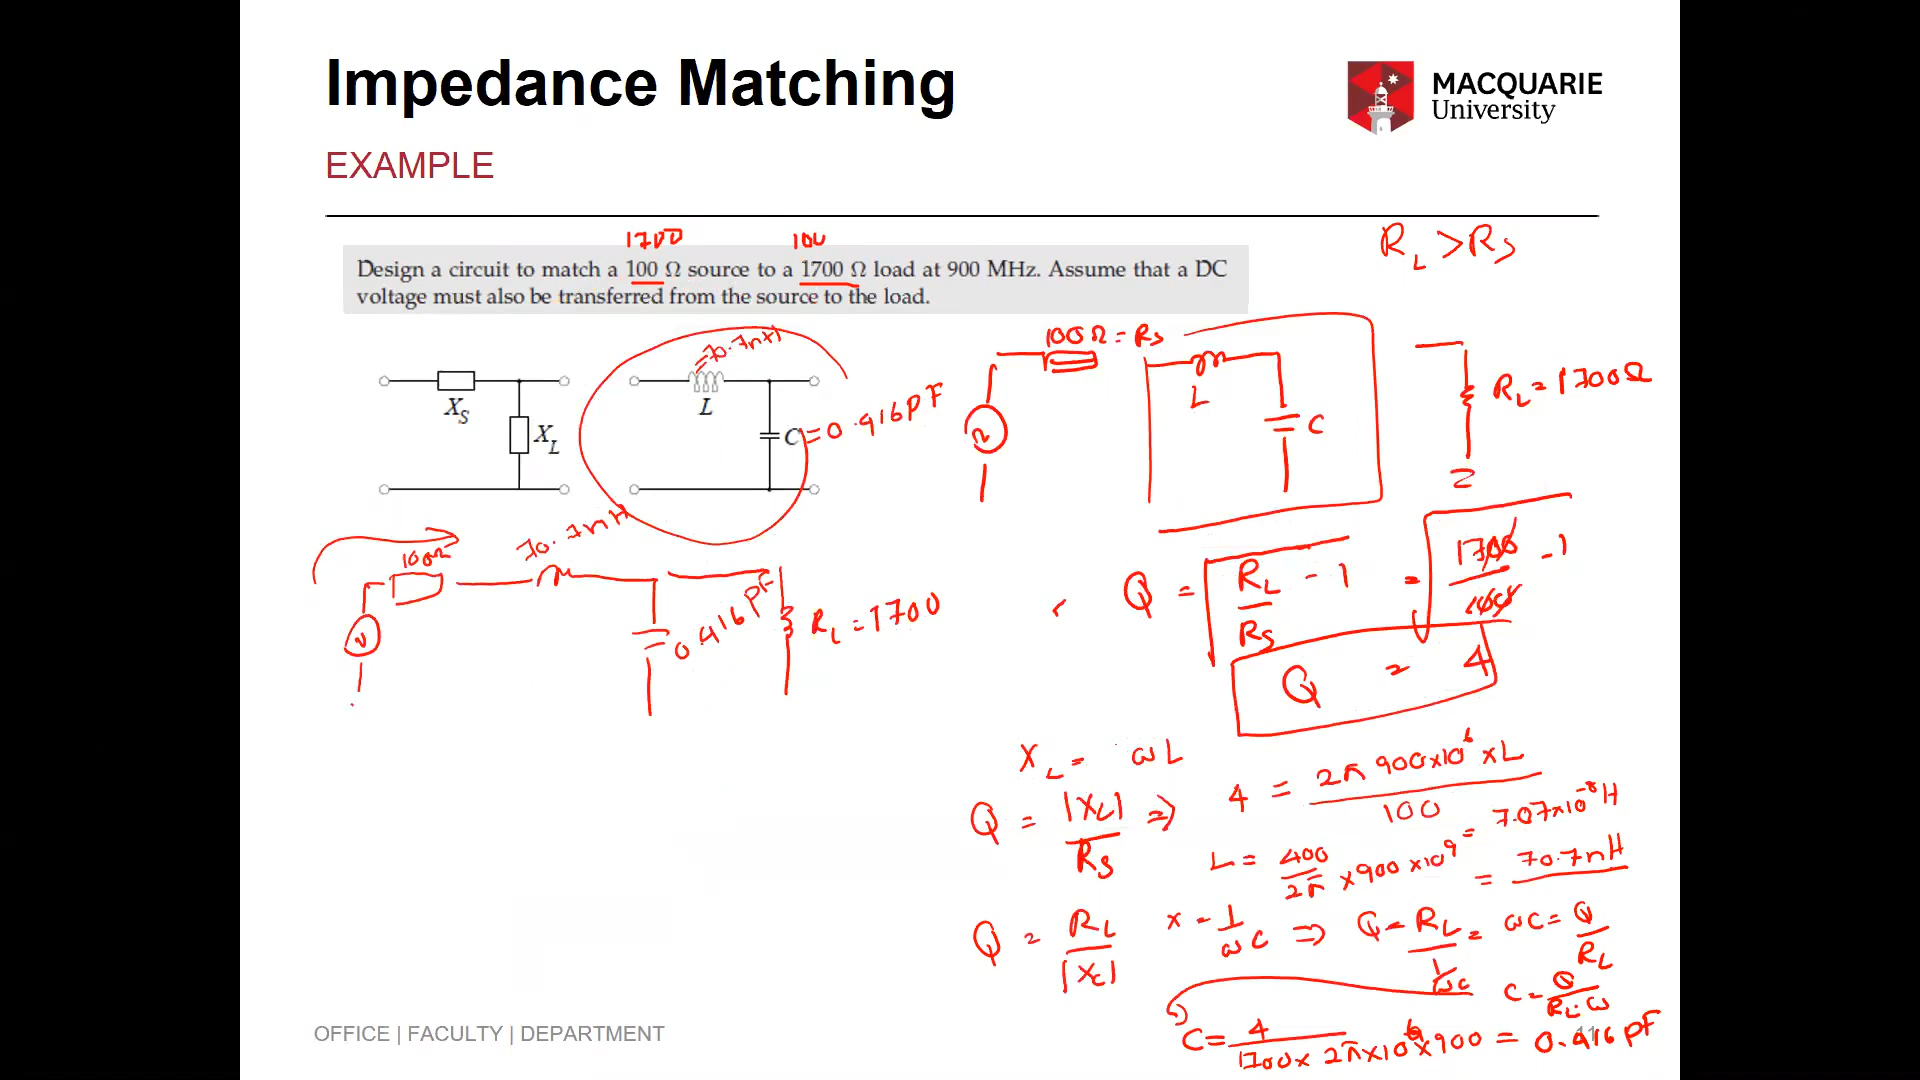 Impedance Matching
MACQUARIE
University
EXAMPLE
R_L > R_S
1700 100
Design a circuit to match a 100 Ω source to a 1700 Ω load at 900 MHz. Assume that a DC
voltage must also be transferred from the source to the load.
X_S
X_L
= 70.7nH
L
C = 0.416PF
100Ω = R_S
L
C
R_L = 1700Ω
100Ω
70.7nH
0.416 PF
R_L = 1700
Q = √(R_L/R_S - 1) = √(1700/100 - 1)
Q = 4
X_L = ωL
Q = |X_L|/R_S ⇒ 4 = 2π 900×10^6 × L / 100
L = 400/2π × 900 × 10^9 = 7.07×10^-8 H
= 70.7nH
Q = R_L/|X_C| X = 1/ωC ⇒ Q = R_L/(1/ωC) = ωC = Q/R_L
C = Q/R_L·ω
C = 4/1700 × 2π × 10^6 × 900 = 0.416 PF
OFFICE | FACULTY | DEPARTMENT
11